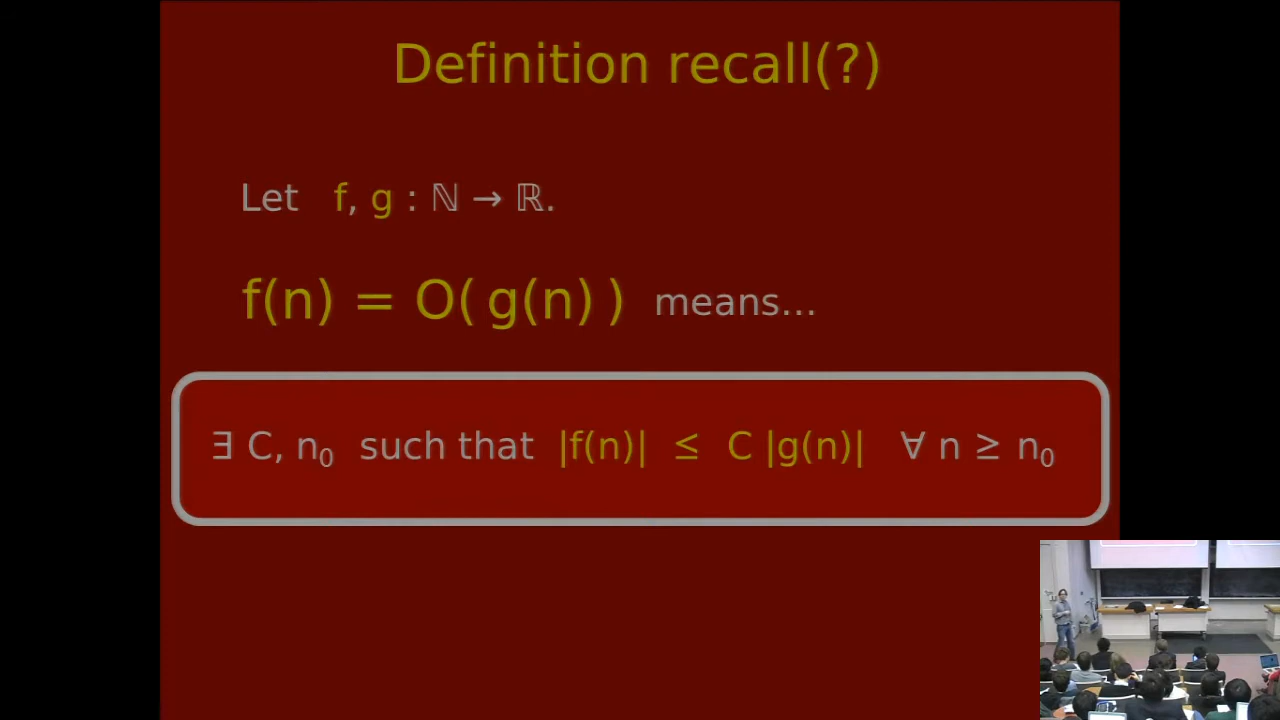 Definition recall(?)
Let f, g : ℕ → ℝ.
f(n) = O( g(n) ) means...
∃ C, n₀ such that |f(n)| ≤ C |g(n)| ∀ n ≥ n₀